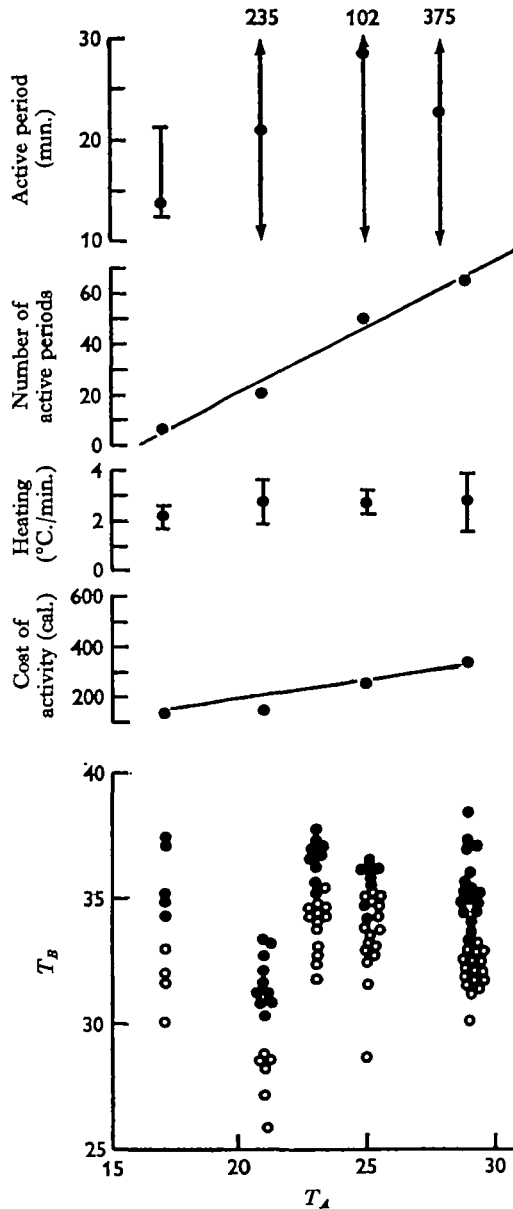 235 102 375
30
20
10
Active period
(min.)
60
40
20
0
Number of
active periods
4
2
0
Heating
(°C./min.)
600
400
200
Cost of
activity (cal.)
40
35
30
25
T_B
15 20 25 30
T_A